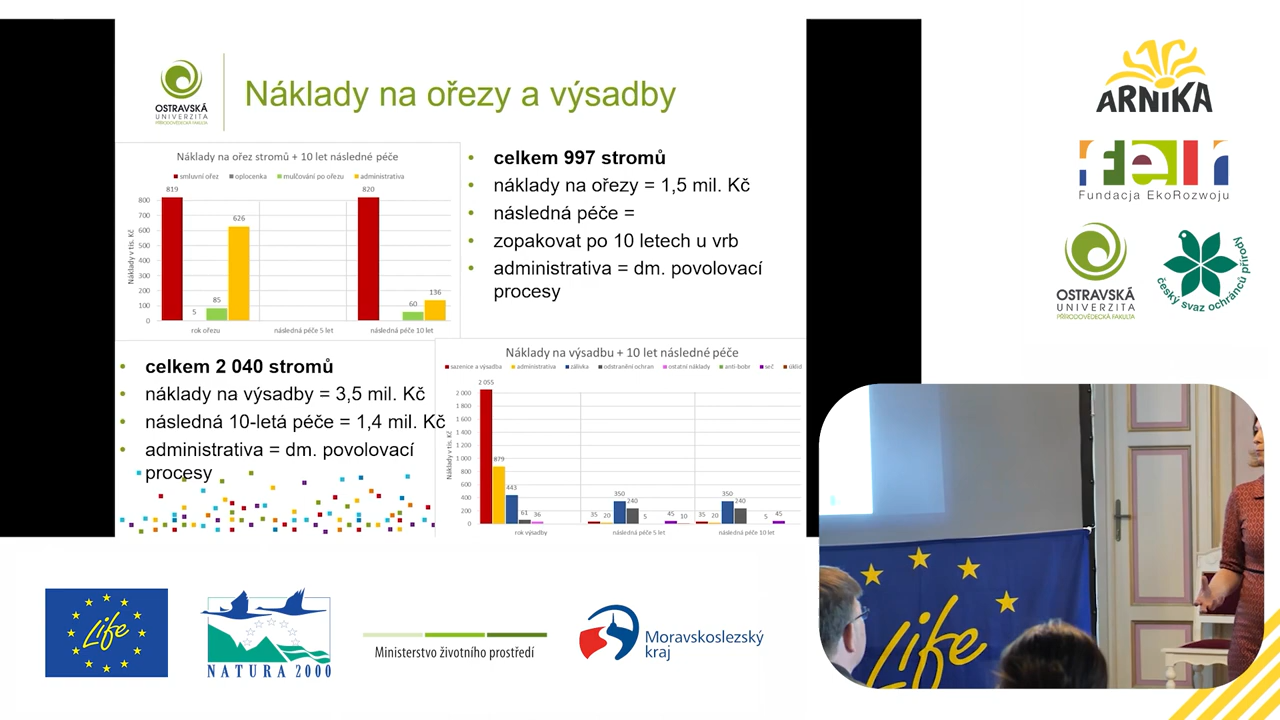 OSTRAVSKÁ
UNIVERZITA
PŘÍRODOVĚDECKÁ FAKULTA
Náklady na ořezy a výsadby
Náklady na ořez stromů + 10 let následné péče
smluvní ořez oplocenka mulčování po ořezu administrativa
Náklady v tis. Kč
800
700
600
500
400
300
200
100
0
819
5
85
626
820
60
136
rok ořezu následná péče 5 let následná péče 10 let
• celkem 997 stromů
• náklady na ořezy = 1,5 mil. Kč
• následná péče =
• zopakovat po 10 letech u vrb
• administrativa = dm. povolovací
procesy
• celkem 2 040 stromů
• náklady na výsadby = 3,5 mil. Kč
• následná 10-letá péče = 1,4 mil. Kč
• administrativa = dm. povolovací
procesy
Náklady na výsadbu + 10 let následné péče
sazenice a výsadba administrativa zálivka odstranění ochran ostatní náklady anti-bobr seč úklid
Náklady v tis. Kč
2 000
1 800
1 600
1 400
1 200
1 000
800
600
400
200
0
2 055
879
443
61
36
35
20
350
240
5
45
10
35
20
350
240
5
45
rok výsadby následná péče 5 let následná péče 10 let
ARNIKA
feir
Fundacja EkoRozwoju
OSTRAVSKÁ
UNIVERZITA
PŘÍRODOVĚDECKÁ FAKULTA
český svaz ochránců přírody
Life
Life
NATURA 2000
Ministerstvo životního prostředí
Moravskoslezský
kraj